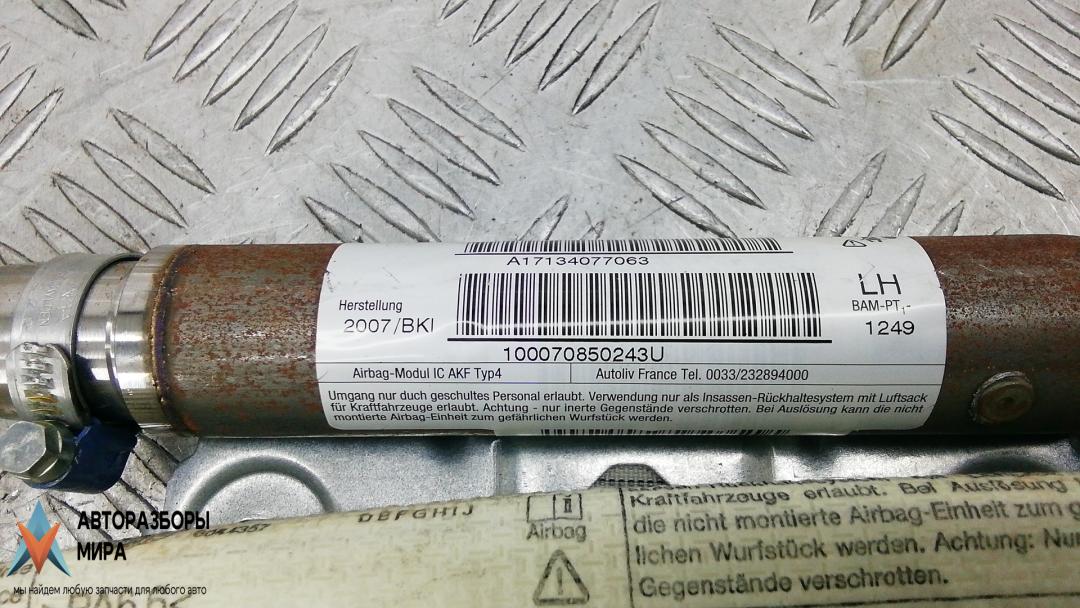 A17134077063
Herstellung
2007/BKI
LH
BAM-PT1-
1249
100070850243U
Airbag-Modul IC AKF Typ4
Autoliv France Tel. 0033/232894000
Umgang nur duch geschultes Personal erlaubt. Verwendung nur als Insassen-Rückhaltesystem mit Luftsack
für Kraftfahrzeuge erlaubt. Achtung - nur inerte Gegenstände verschrotten. Bei Auslösung kann die nicht
montierte Airbag-Einheit zum gefährlichen Wurfstück werden.
DEFGHIJ
Airbag
Kraftfahrzeuge erlaubt. Bei Auslösung
die nicht montierte Airbag-Einheit zum
lichen Wurfstück werden. Achtung: Nur
Gegenstände verschrotten.
АВТОРАЗБОРЫ
МИРА
мы найдем любую запчасти для любого авто